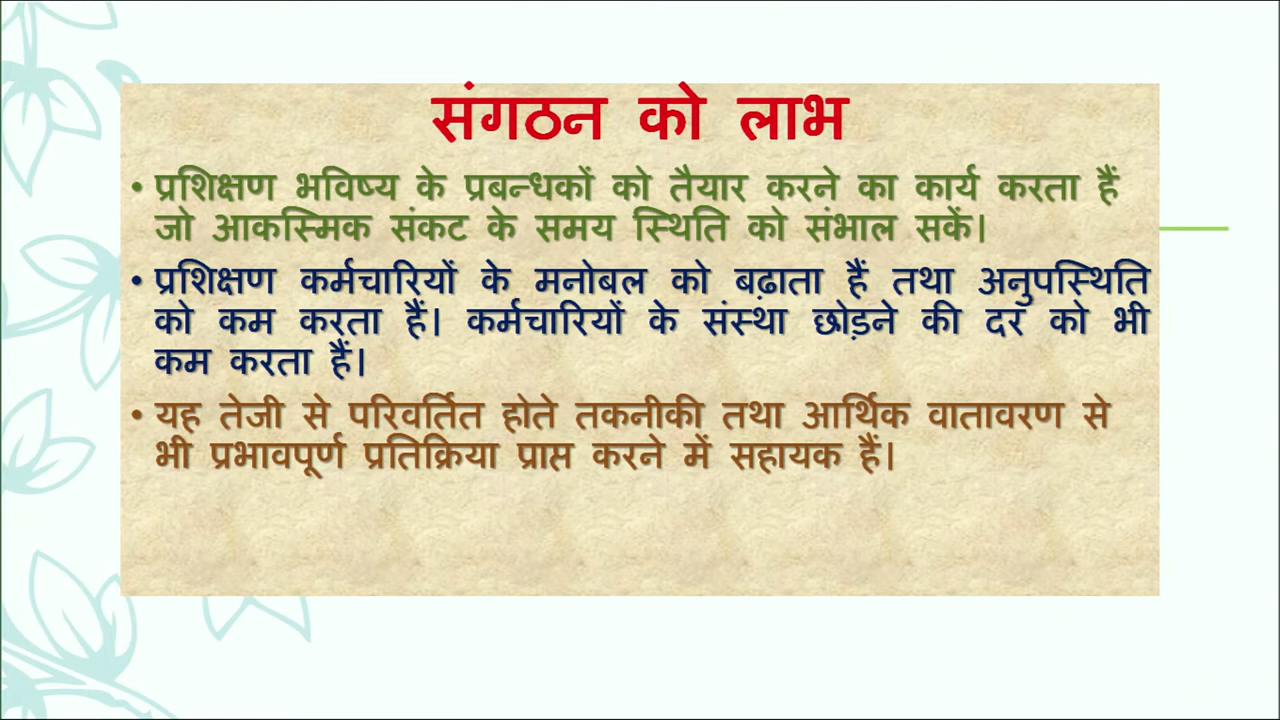 संगठन को लाभ
• प्रशिक्षण भविष्य के प्रबन्धकों को तैयार करने का कार्य करता हैं
जो आकस्मिक संकट के समय स्थिति को संभाल सकें।
• प्रशिक्षण कर्मचारियों के मनोबल को बढ़ाता हैं तथा अनुपस्थिति
को कम करता हैं। कर्मचारियों के संस्था छोड़ने की दर को भी
कम करता हैं।
• यह तेजी से परिवर्तित होते तकनीकी तथा आर्थिक वातावरण से
भी प्रभावपूर्ण प्रतिक्रिया प्राप्त करने में सहायक हैं।